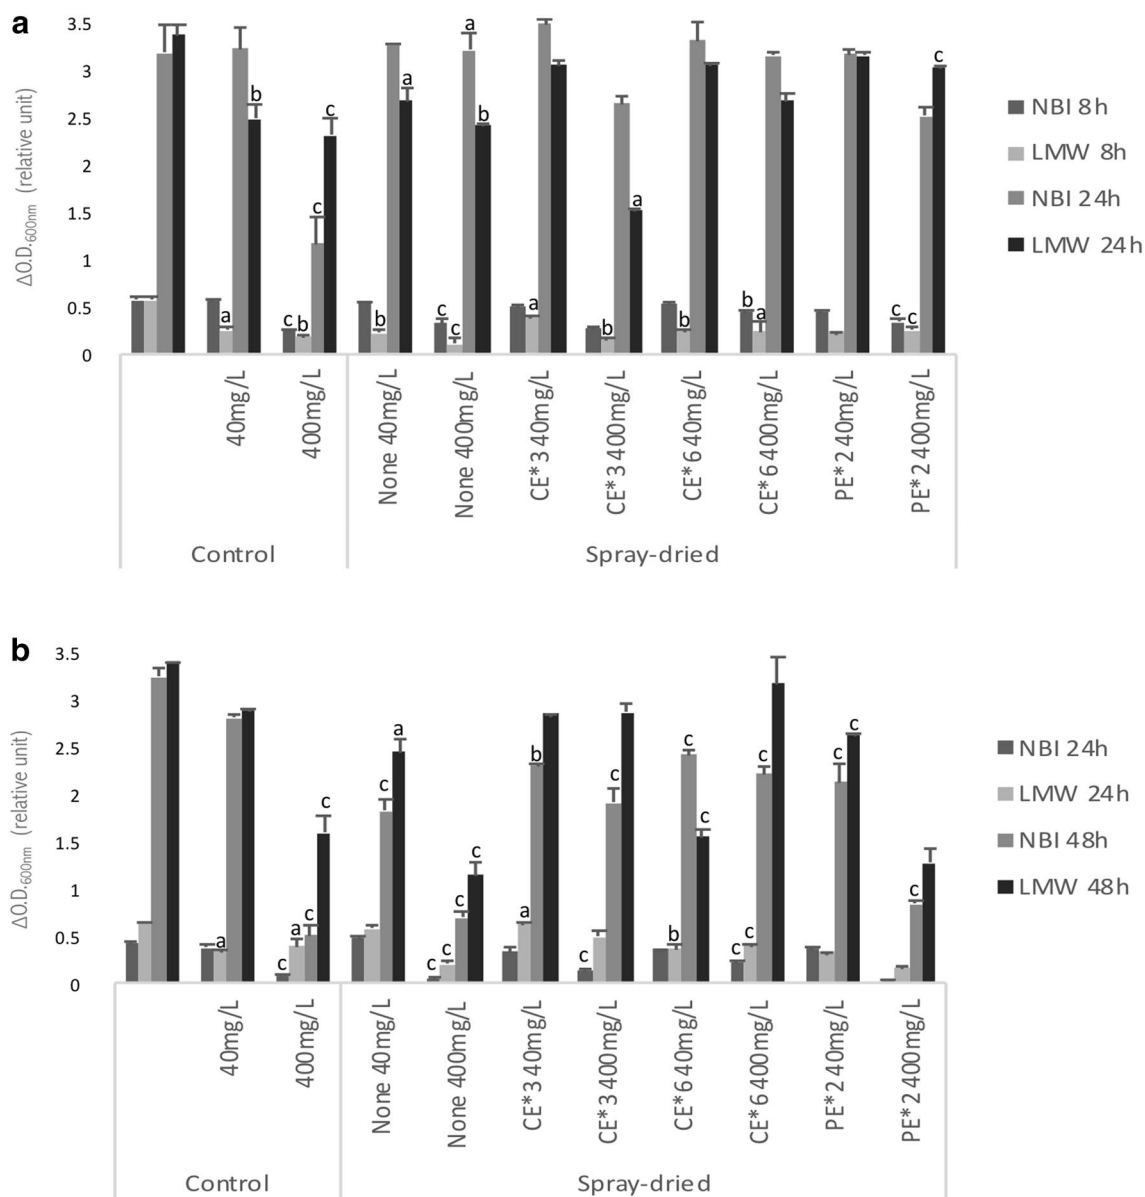 a
ΔO.D.600nm (relative unit)
3.5
3
2.5
2
1.5
1
0.5
0
b
c
c
c b
a
a
b
b
a
c c
a
a
b
b
b a
c
c c
a
NBI 8h
LMW 8h
NBI 24h
LMW 24h
40mg/L
400mg/L
None 40mg/L
None 400mg/L
CE*3 40mg/L
CE*3 400mg/L
CE*6 40mg/L
CE*6 400mg/L
PE*2 40mg/L
PE*2 400mg/L
Control
Spray-dried
b
ΔO.D.600nm (relative unit)
3.5
3
2.5
2
1.5
1
0.5
0
a
c
a c
c
c
a
c c
c
c
a
b
c
c
b
c
c
c c
c
c
c
c
NBI 24h
LMW 24h
NBI 48h
LMW 48h
40mg/L
400mg/L
None 40mg/L
None 400mg/L
CE*3 40mg/L
CE*3 400mg/L
CE*6 40mg/L
CE*6 400mg/L
PE*2 40mg/L
PE*2 400mg/L
Control
Spray-dried